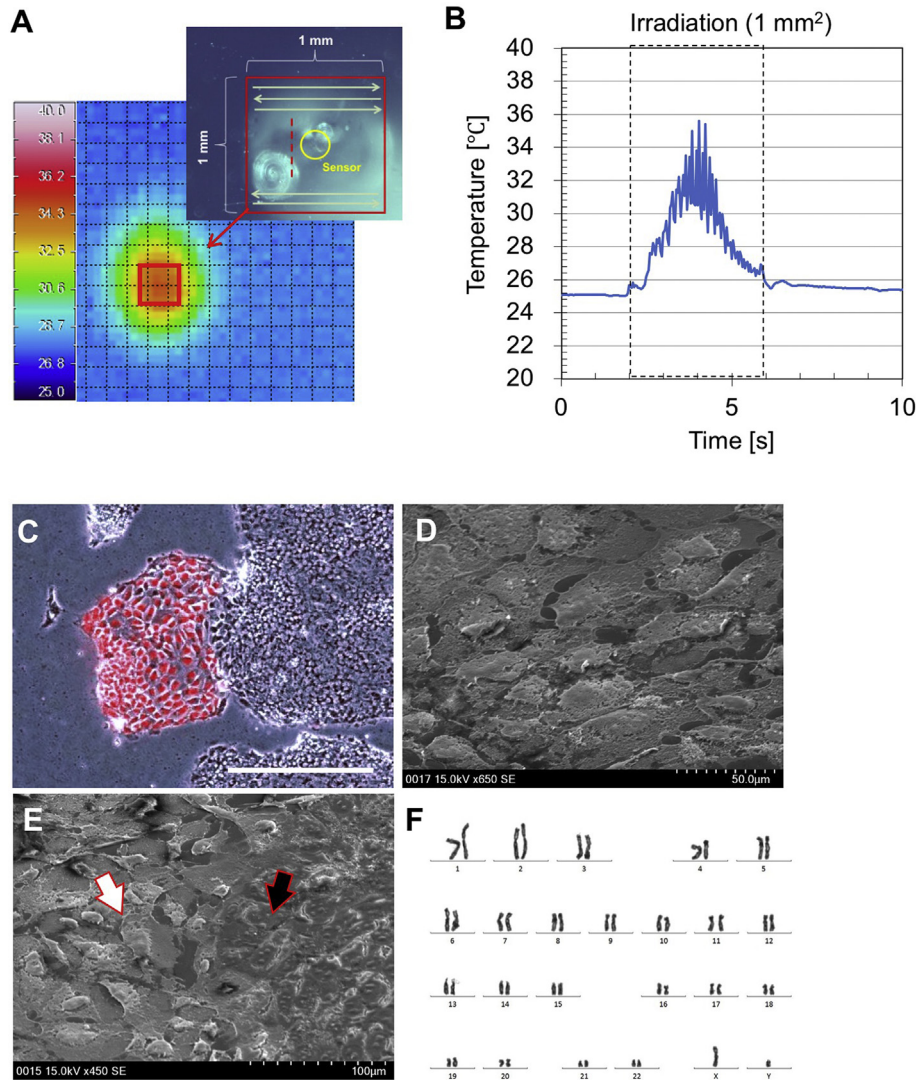 A
1 mm
1 mm
Sensor
40.0
38.1
36.2
34.3
32.5
30.6
28.7
26.8
25.0
B
Irradiation (1 mm²)
Temperature [℃]
40
38
36
34
32
30
28
26
24
22
20
0
5
10
Time [s]
C
D
0017 15.0kV x650 SE
50.0µm
E
0015 15.0kV x450 SE
100µm
F
1 2 3 4 5
6 7 8 9 10 11 12
13 14 15 16 17 18
19 20 21 22 X Y